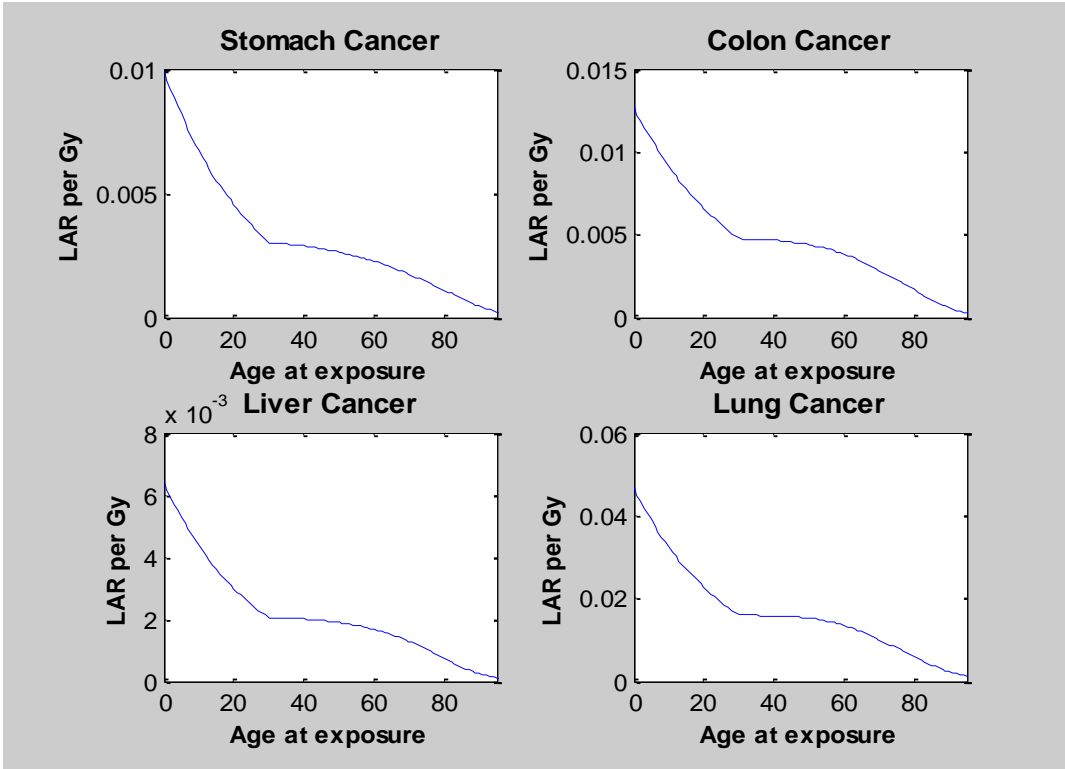 Stomach Cancer
0.01
0.005
0
LAR per Gy
0 20 40 60 80
Age at exposure
Colon Cancer
0.015
0.01
0.005
0
LAR per Gy
0 20 40 60 80
Age at exposure
x 10-3
Liver Cancer
8
6
4
2
0
LAR per Gy
0 20 40 60 80
Age at exposure
Lung Cancer
0.06
0.04
0.02
0
LAR per Gy
0 20 40 60 80
Age at exposure